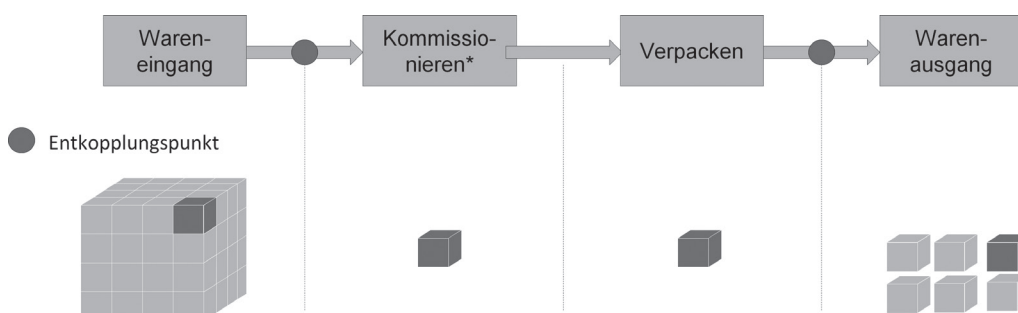 Waren-
eingang
Kommissio-
nieren*
Verpacken
Waren-
ausgang
Entkopplungspunkt